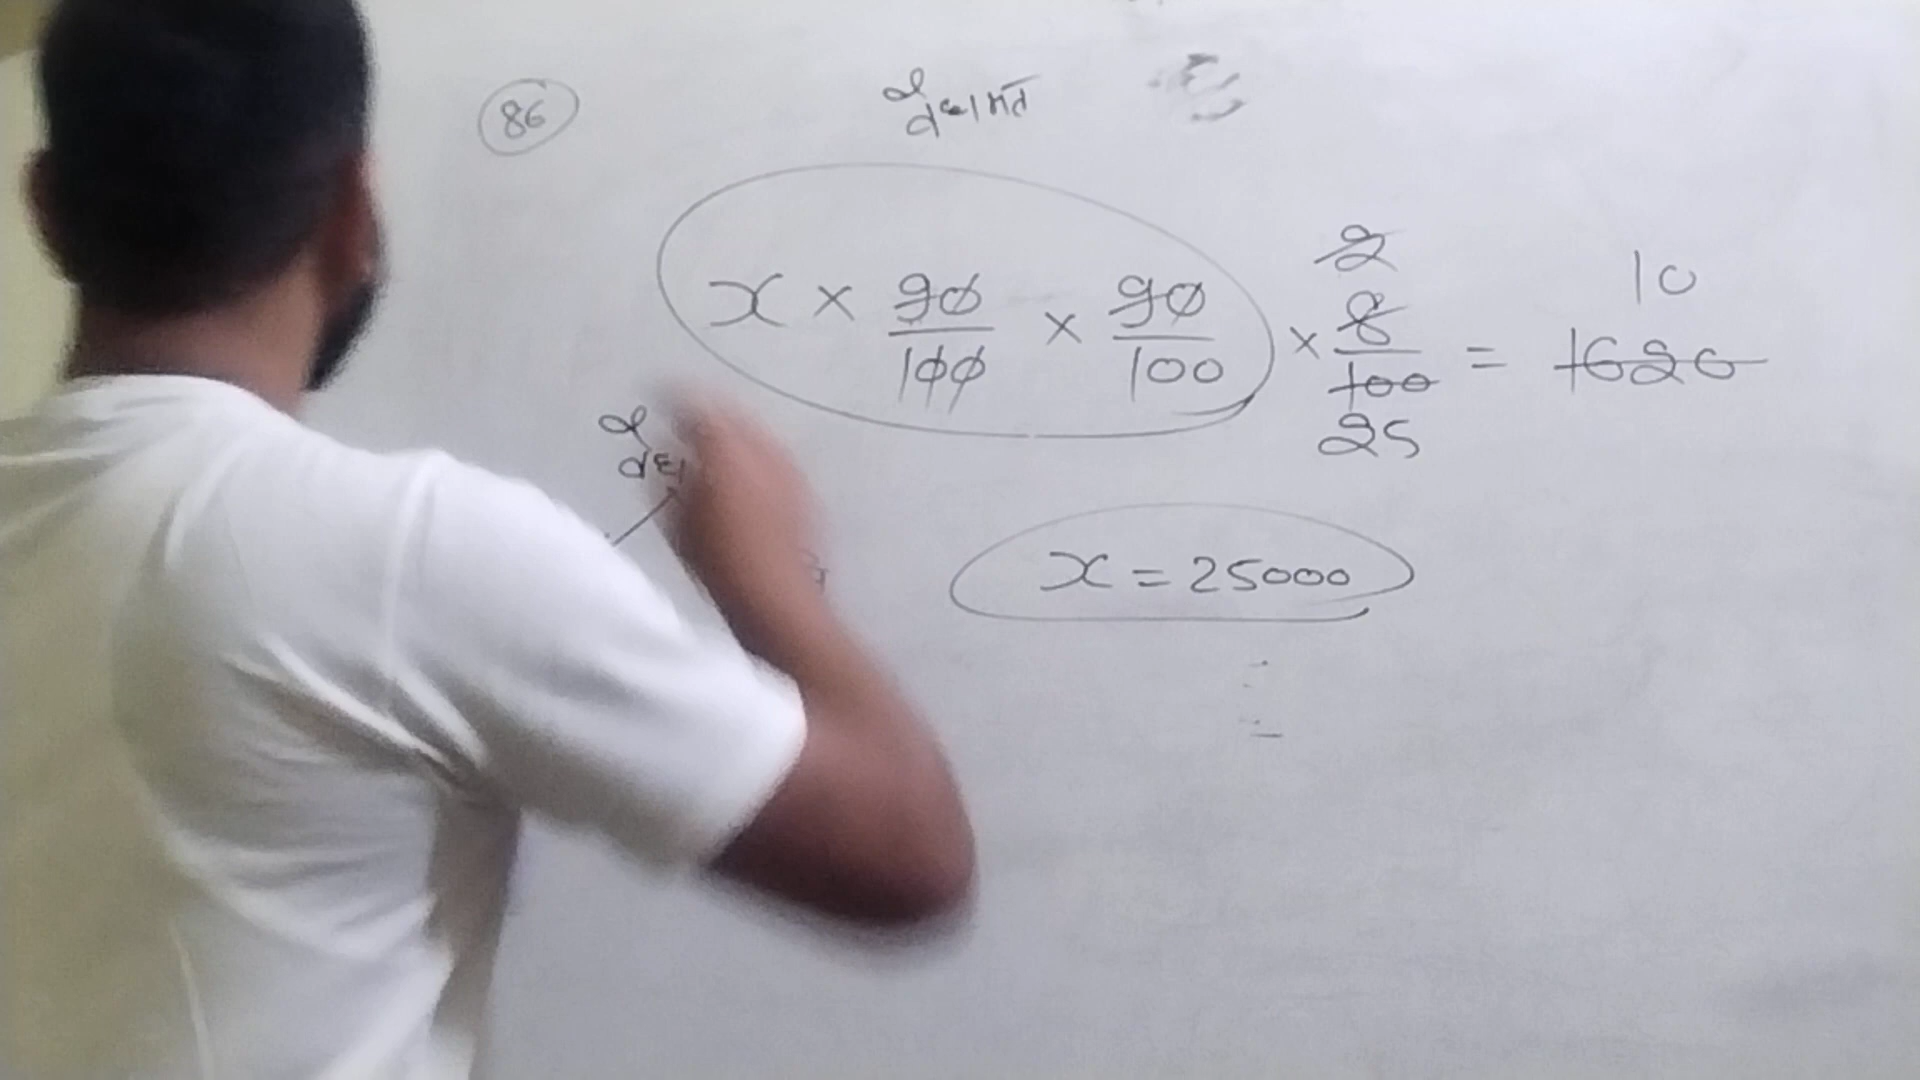 86
x × 90/100 × 90/100 × 8/100 = 1620
2
10
25
x = 25000